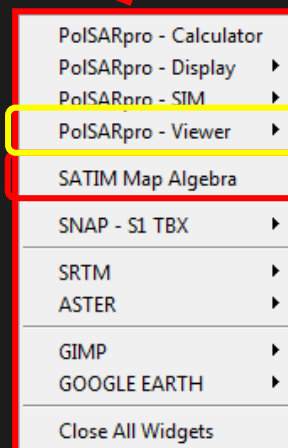 PolSARpro - Calculator
PolSARpro - Display
PolSARpro - SIM
PolSARpro - Viewer
SATIM Map Algebra
SNAP - S1 TBX
SRTM
ASTER
GIMP
GOOGLE EARTH
Close All Widgets